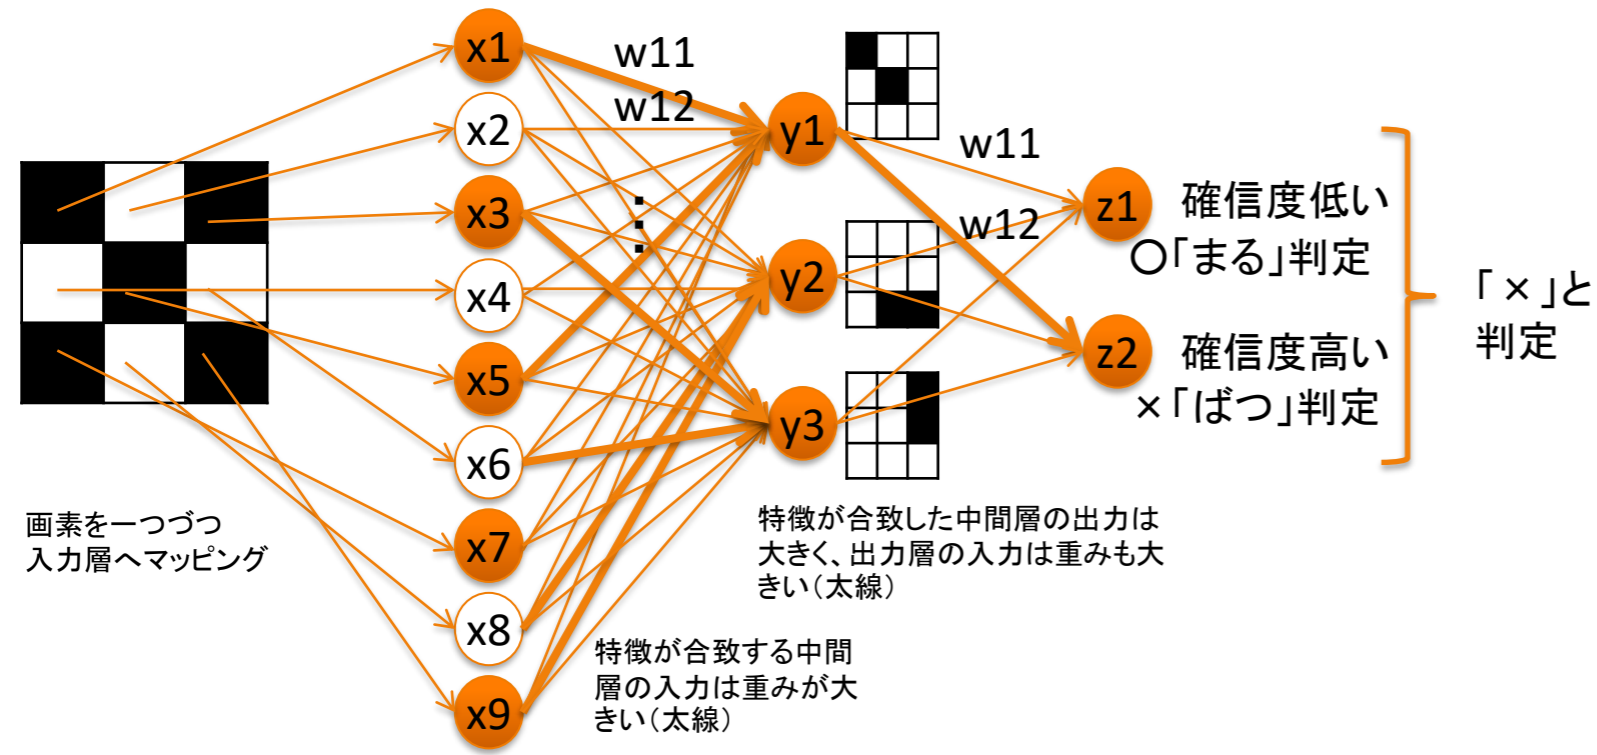 x1
x2
x3
x4
x5
x6
x7
x8
x9
w11
w12
⋮
y1
y2
y3
w11
w12
z1
z2
確信度低い
〇「まる」判定
確信度高い
×「ばつ」判定
「×」と
判定
画素を一つづつ
入力層へマッピング
特徴が合致した中間層の出力は
大きく、出力層の入力は重みも大
きい(太線)
特徴が合致する中間
層の入力は重みが大
きい(太線)